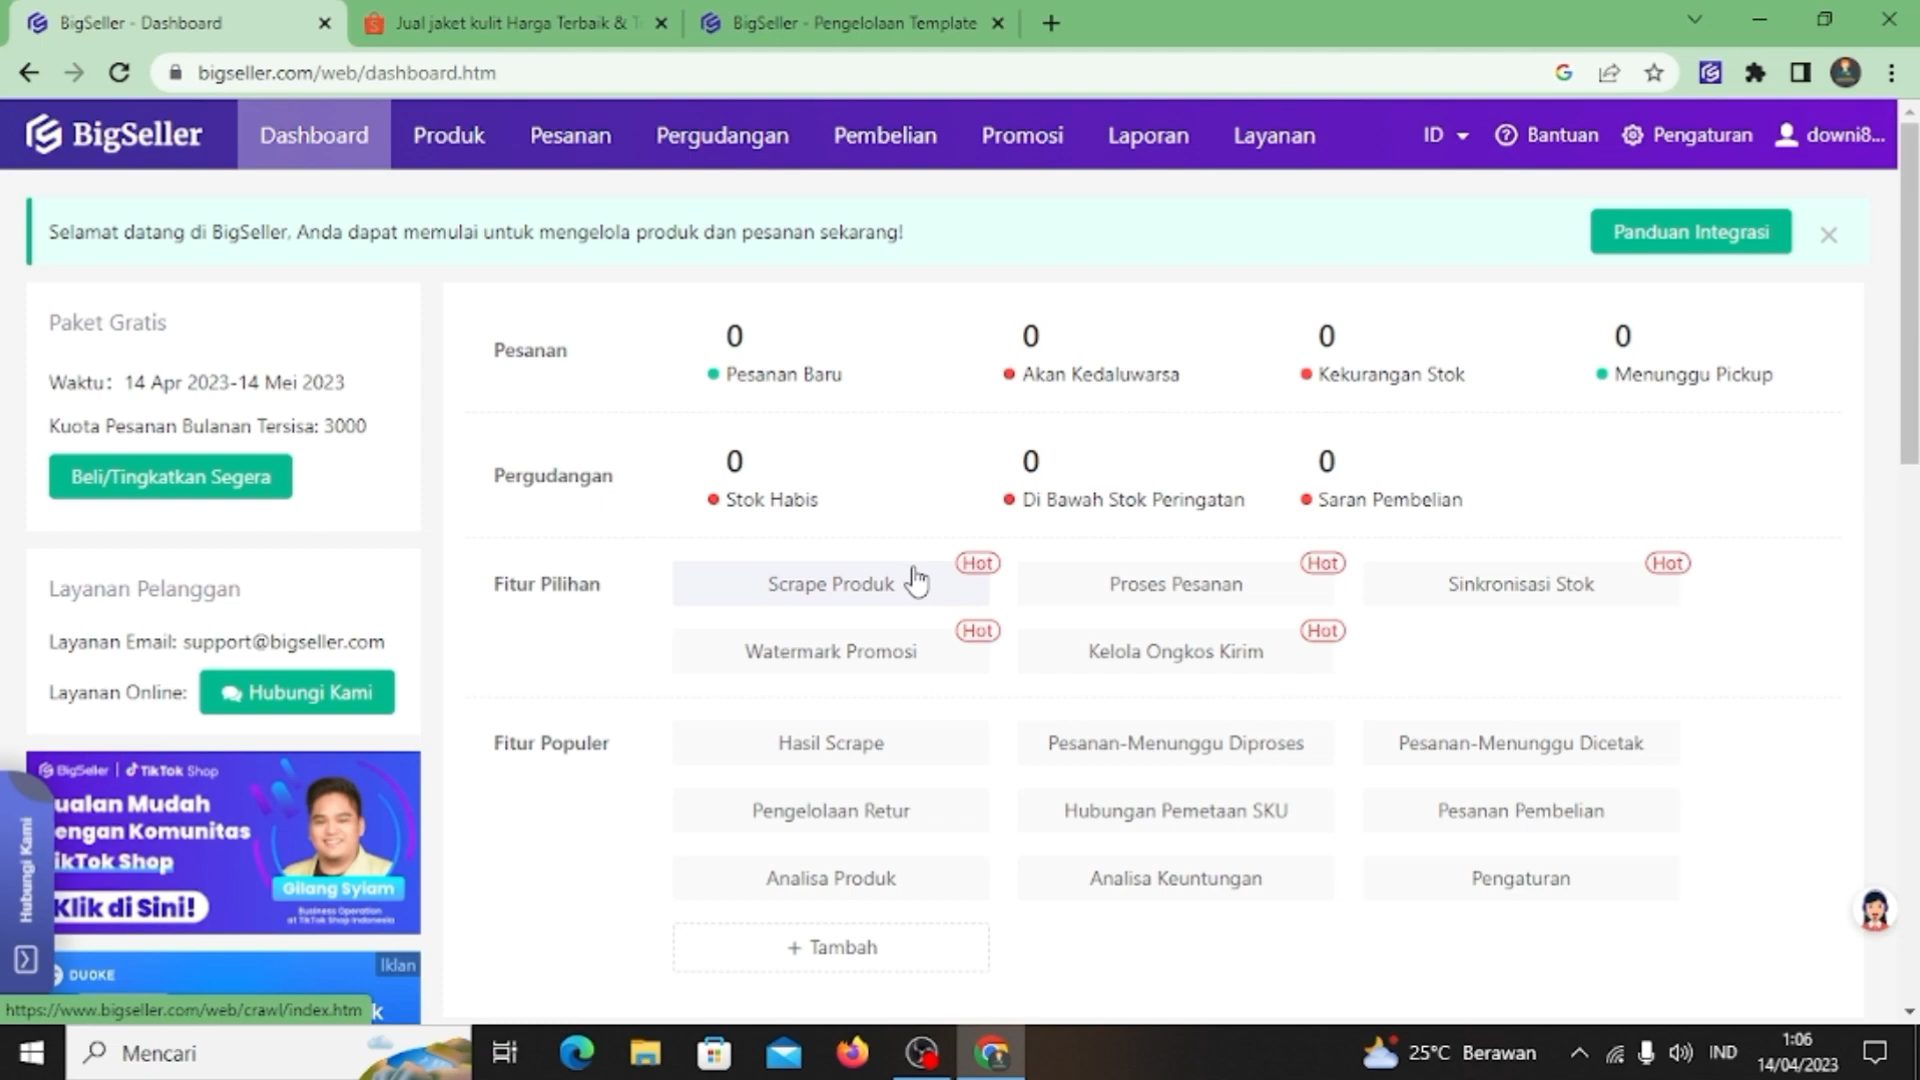 BigSeller - Dashboard
Jual jaket kulit Harga Terbaik & T
BigSeller - Pengelolaan Template
bigseller.com/web/dashboard.htm
BigSeller
Dashboard
Produk
Pesanan
Pergudangan
Pembelian
Promosi
Laporan
Layanan
ID
Bantuan
Pengaturan
downi8...
Selamat datang di BigSeller, Anda dapat memulai untuk mengelola produk dan pesanan sekarang!
Panduan Integrasi
Paket Gratis
Waktu: 14 Apr 2023-14 Mei 2023
Kuota Pesanan Bulanan Tersisa: 3000
Beli/Tingkatkan Segera
Layanan Pelanggan
Layanan Email: support@bigseller.com
Layanan Online:
Hubungi Kami
BigSeller | TikTok Shop
ualan Mudah
engan Komunitas
ikTok Shop
Klik di Sini!
Gilang Sylam
Business Operation
at TikTok Shop Indonesia
Hubungi Kami
DUOKE
Iklan
k
https://www.bigseller.com/web/crawl/index.htm
Pesanan
0
Pesanan Baru
0
Akan Kedaluwarsa
0
Kekurangan Stok
0
Menunggu Pickup
Pergudangan
0
Stok Habis
0
Di Bawah Stok Peringatan
0
Saran Pembelian
Fitur Pilihan
Scrape Produk
Hot
Proses Pesanan
Hot
Sinkronisasi Stok
Hot
Watermark Promosi
Hot
Kelola Ongkos Kirim
Hot
Fitur Populer
Hasil Scrape
Pesanan-Menunggu Diproses
Pesanan-Menunggu Dicetak
Pengelolaan Retur
Hubungan Pemetaan SKU
Pesanan Pembelian
Analisa Produk
Analisa Keuntungan
Pengaturan
+ Tambah
Mencari
25°C Berawan
IND
1:06
14/04/2023